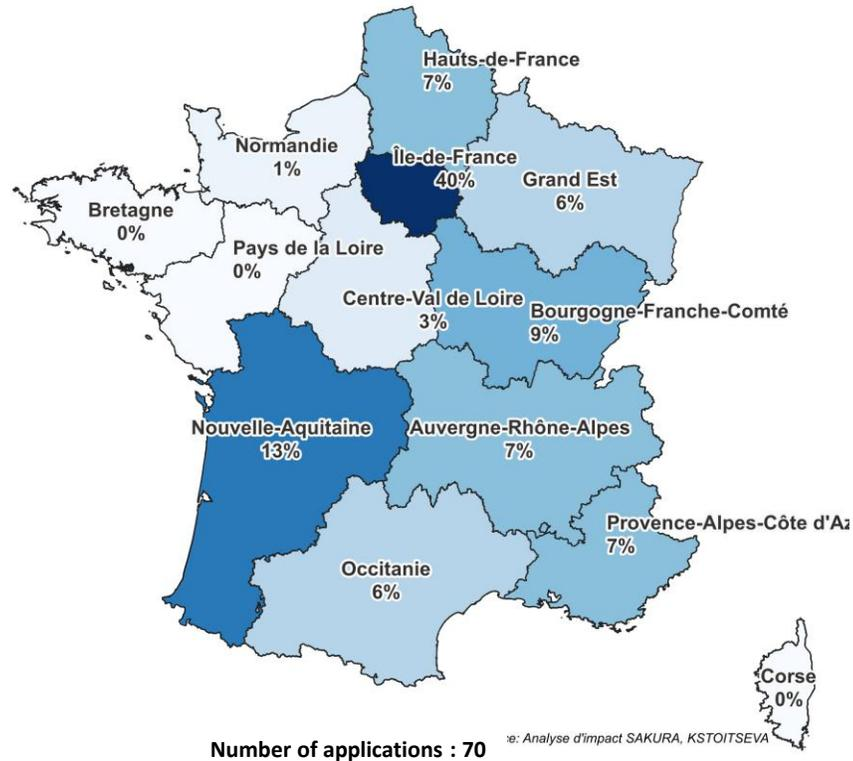 Hauts-de-France
7%
Normandie
1%
Île-de-France
40%
Grand Est
6%
Bretagne
0%
Pays de la Loire
0%
Centre-Val de Loire
3%
Bourgogne-Franche-Comté
9%
Nouvelle-Aquitaine
13%
Auvergne-Rhône-Alpes
7%
Provence-Alpes-Côte d'Az
7%
Occitanie
6%
Corse
0%
Number of applications : 70
e: Analyse d'impact SAKURA, KSTOITSEVA